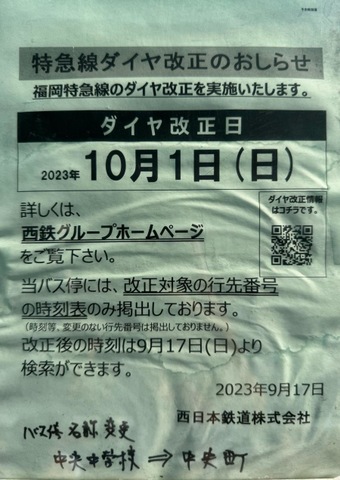 特急線ダイヤ改正のおしらせ
福岡特急線のダイヤ改正を実施いたします。
ダイヤ改正日
2023年 10月1日(日)
ダイヤ改正情報
はコチラです。
詳しくは、
西鉄グループホームページ
をご覧下さい。
当バス停には、改正対象の行先番号
の時刻表のみ掲出しております。
(時刻等、変更のない行先番号は掲出しておりません。)
改正後の時刻は9月17日(日)より
検索ができます。
2023年9月17日
西日本鉄道株式会社
バス停 名称 変更
中央中学校 ⇒ 中央町